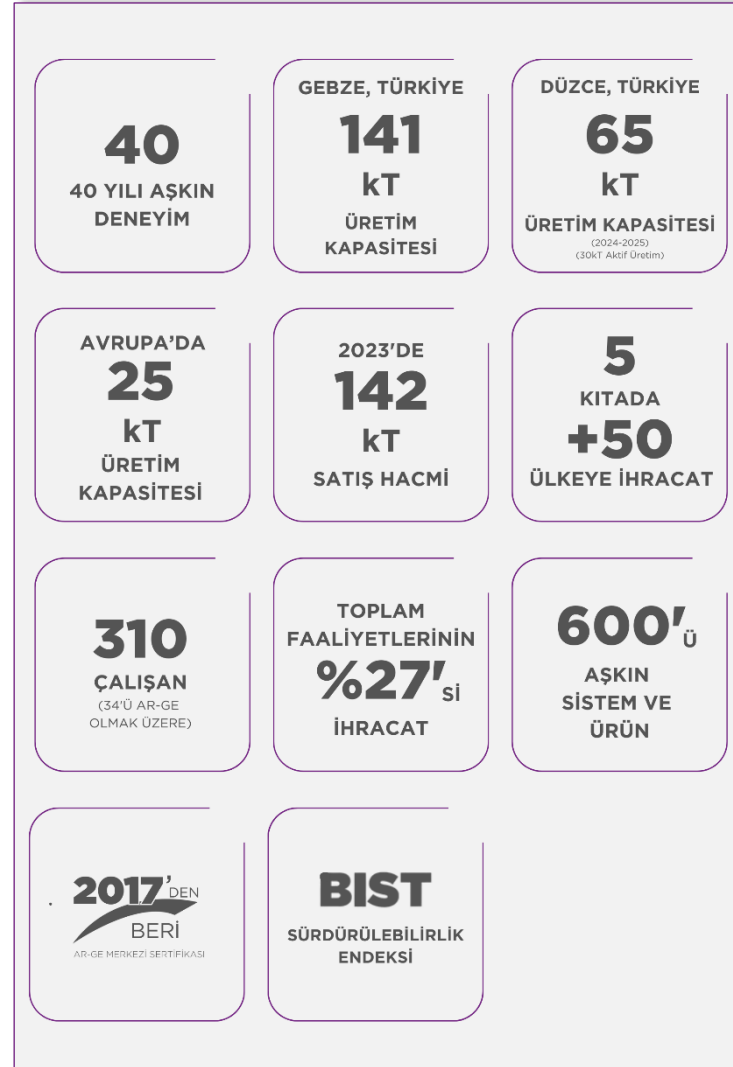 40
40 YILI AŞKIN
DENEYİM
GEBZE, TÜRKİYE
141
kT
ÜRETİM
KAPASİTESİ
DÜZCE, TÜRKİYE
65
kT
ÜRETİM KAPASİTESİ
(2024-2025)
(30kT Aktif Üretim)
AVRUPA'DA
25
kT
ÜRETİM
KAPASİTESİ
2023'DE
142
kT
SATIŞ HACMİ
5
KITADA
+50
ÜLKEYE İHRACAT
310
ÇALIŞAN
(34'Ü AR-GE
OLMAK ÜZERE)
TOPLAM
FAALİYETLERİNİN
%27'Sİ
İHRACAT
600'Ü
AŞKIN
SİSTEM VE
ÜRÜN
2017'DEN
BERİ
AR-GE MERKEZİ SERTİFİKASI
BIST
SÜRDÜRÜLEBİLİRLİK
ENDEKSİ